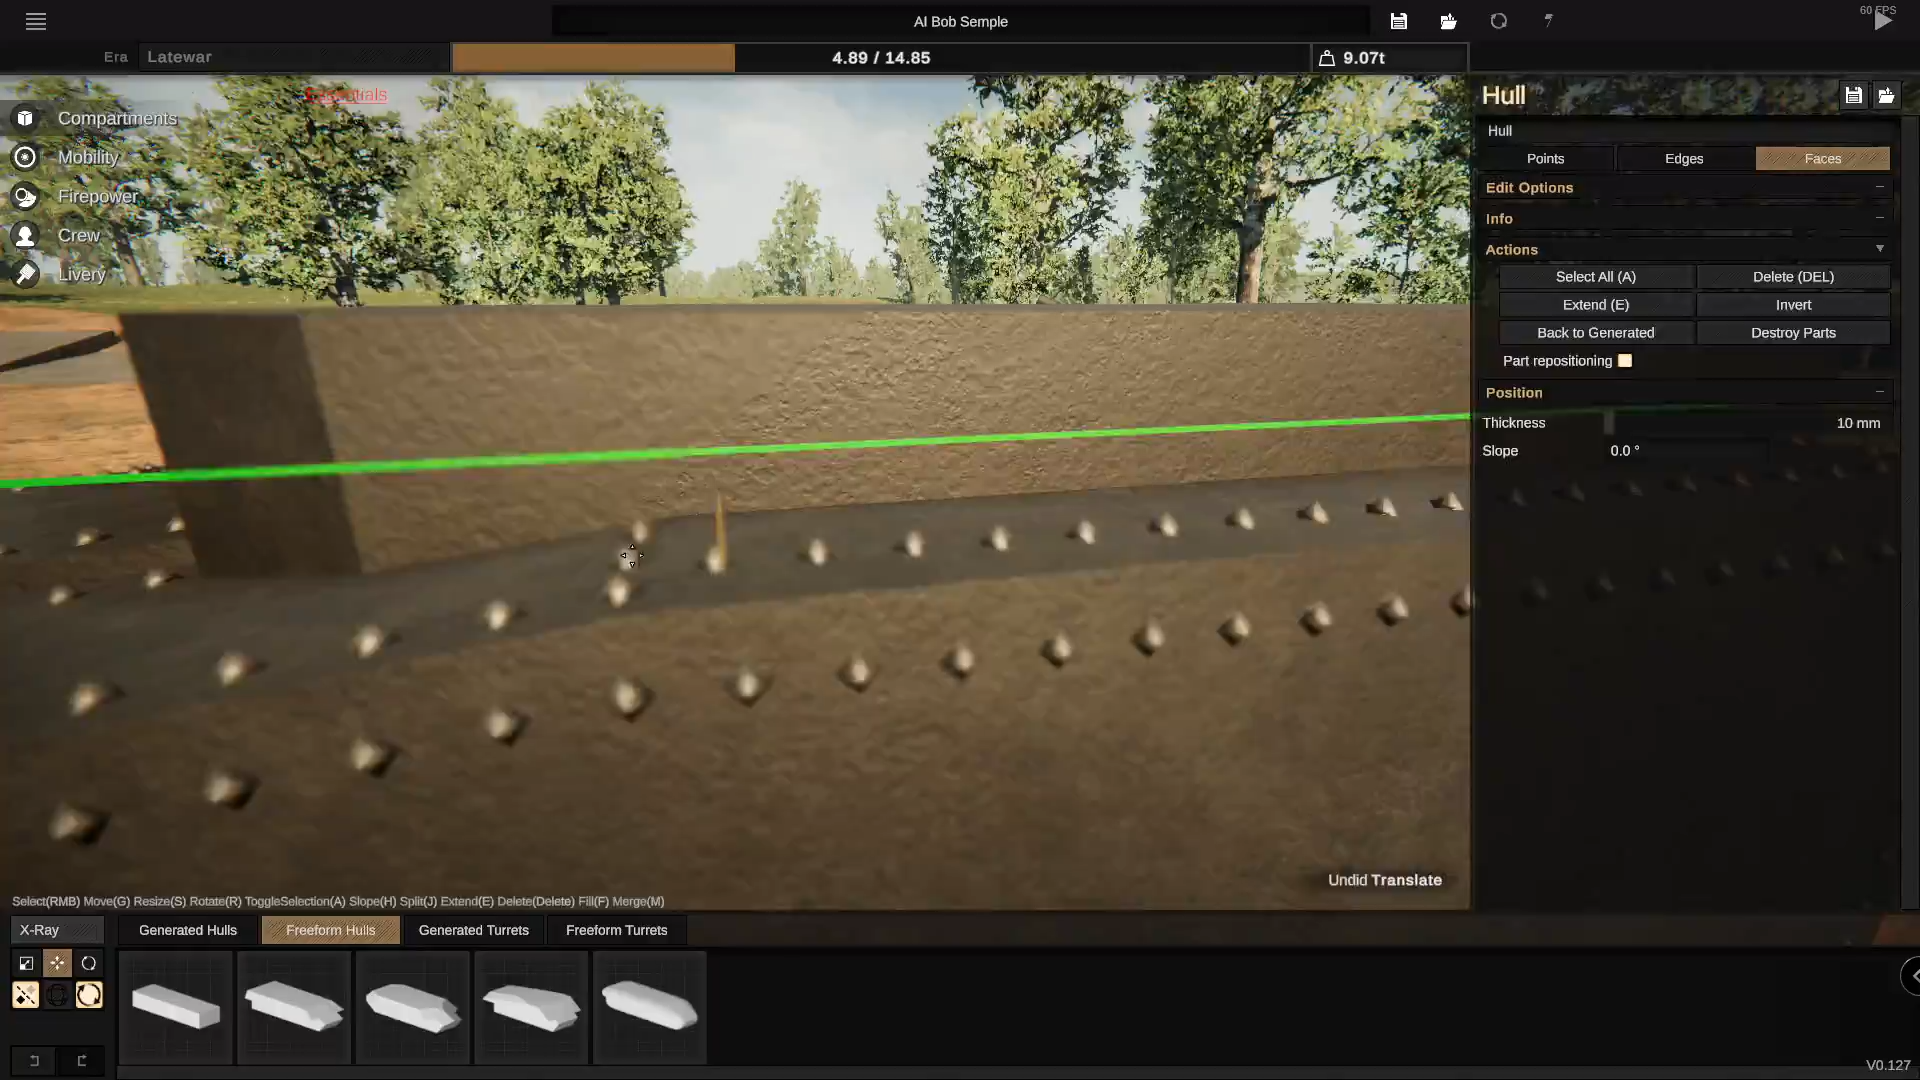 AI Bob Semple
60 FPS
Era
Latewar
4.89 / 14.85
9.07t
Essentials
Compartments
Mobility
Firepower
Crew
Livery
Hull
Hull
Points
Edges
Faces
Edit Options
Info
Actions
Select All (A)
Delete (DEL)
Extend (E)
Invert
Back to Generated
Destroy Parts
Part repositioning
Position
Thickness
10 mm
Slope
0.0 °
Undid Translate
Select(RMB) Move(G) Resize(S) Rotate(R) ToggleSelection(A) Slope(H) Split(J) Extend(E) Delete(Delete) Fill(F) Merge(M)
X-Ray
Generated Hulls
Freeform Hulls
Generated Turrets
Freeform Turrets
V0.127